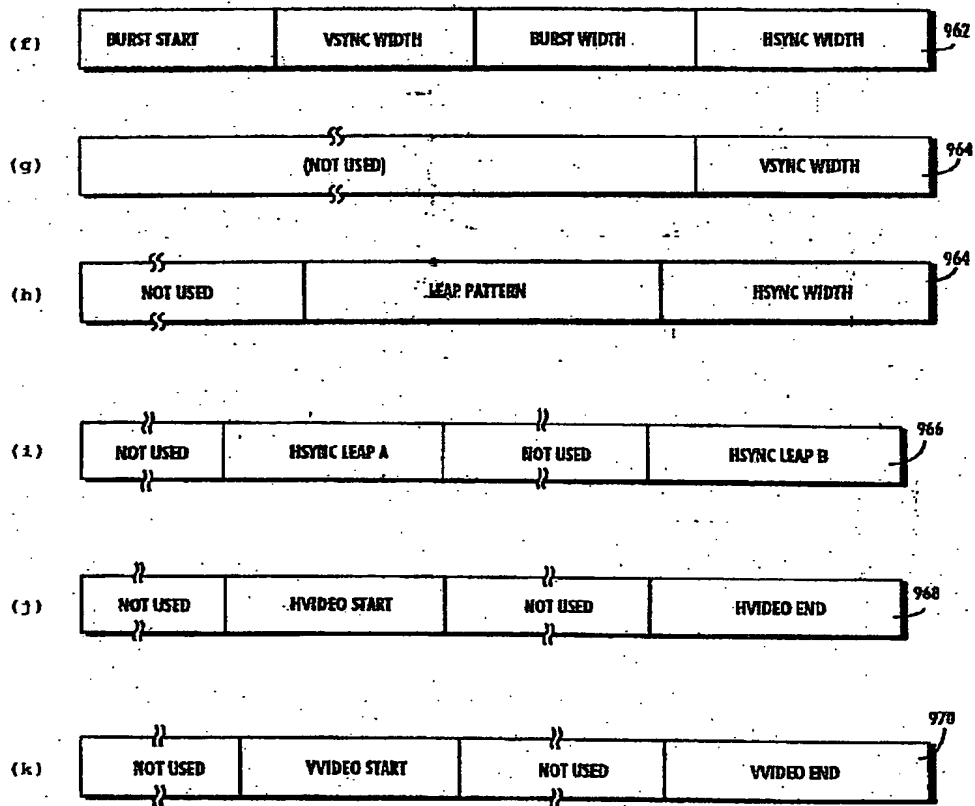 962
(f) BURST START VSYNC WIDTH BURST WIDTH HSYNC WIDTH
964
(g) (NOT USED) VSYNC WIDTH
964
(h) NOT USED LEAP PATTERN HSYNC WIDTH
966
(i) NOT USED HSYNC LEAP A NOT USED HSYNC LEAP B
968
(j) NOT USED HVIDEO START NOT USED HVIDEO END
970
(k) NOT USED VVIDEO START NOT USED VVIDEO END